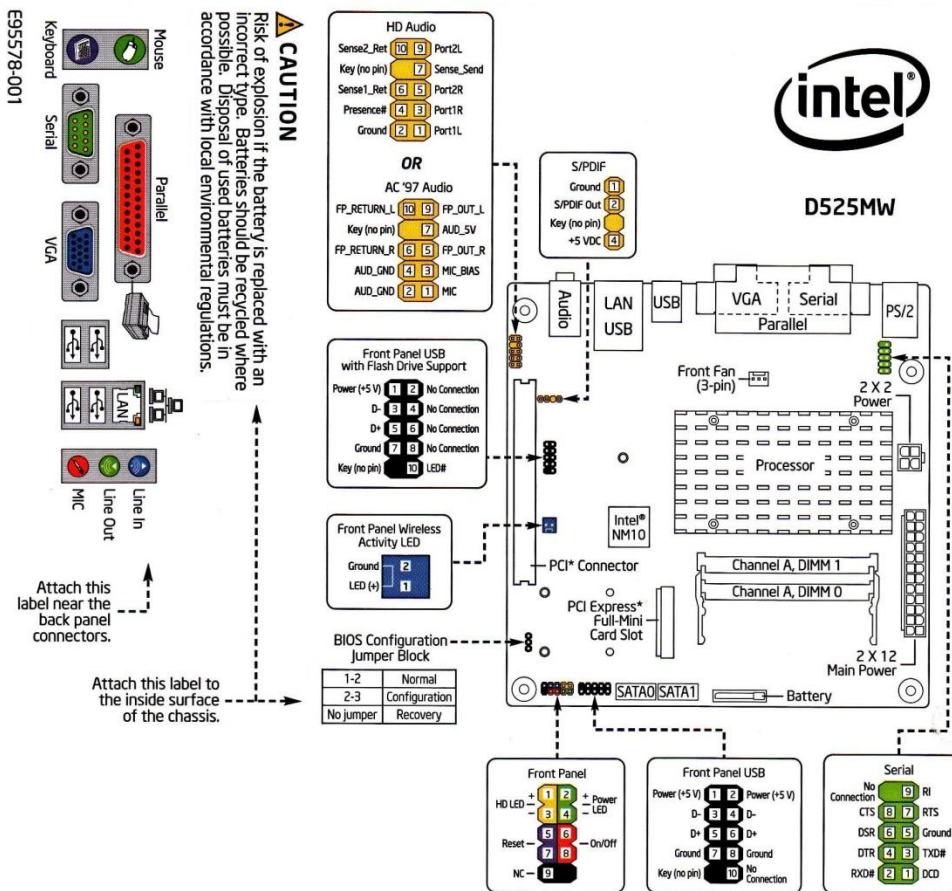 E95578-001
Mouse
Keyboard
Serial
Parallel
VGA
LAN
Line In
Line Out
MIC
CAUTION
Risk of explosion if the battery is replaced with an
incorrect type. Batteries should be recycled where
possible. Disposal of used batteries must be in
accordance with local environmental regulations.
Attach this
label near the
back panel
connectors.
Attach this label to
the inside surface
of the chassis.
HD Audio
Sense2_Ret 10 9 Port2L
Key (no pin) 7 Sense_Send
Sense1_Ret 6 5 Port2R
Presence# 4 3 Port1R
Ground 2 1 Port1L
OR
AC '97 Audio
FP_RETURN_L 10 9 FP_OUT_L
Key (no pin) 7 AUD_5V
FP_RETURN_R 6 5 FP_OUT_R
AUD_GND 4 3 MIC_BIAS
AUD_GND 2 1 MIC
S/PDIF
Ground 1
S/PDIF Out 2
Key (no pin)
+5 VDC 4
intel®
D525MW
Front Panel USB
with Flash Drive Support
Power (+5 V) 1 2 No Connection
D- 3 4 No Connection
D+ 5 6 No Connection
Ground 7 8 No Connection
Key (no pin) 10 LED#
Front Panel Wireless
Activity LED
Ground 2
LED (+) 1
BIOS Configuration
Jumper Block
1-2 Normal
2-3 Configuration
No jumper Recovery
Audio
LAN
USB
USB
VGA
Serial
Parallel
PS/2
Front Fan
(3-pin)
2 X 2
Power
Processor
Intel®
NM10
PCI* Connector
Channel A, DIMM 1
Channel A, DIMM 0
PCI Express*
Full-Mini
Card Slot
2 X 12
Main Power
SATA0 SATA1
Battery
Front Panel
+ 1 2 +
HD LED Power
LED
- 3 4 -
5 6
Reset On/Off
7 8
NC 9
Front Panel USB
Power (+5 V) 1 2 Power (+5 V)
D- 3 4 D-
D+ 5 6 D+
Ground 7 8 Ground
Key (no pin) 10 No
Connection
Serial
No
Connection 9 RI
CTS 8 7 RTS
DSR 6 5 Ground
DTR 4 3 TXD#
RXD# 2 1 DCD